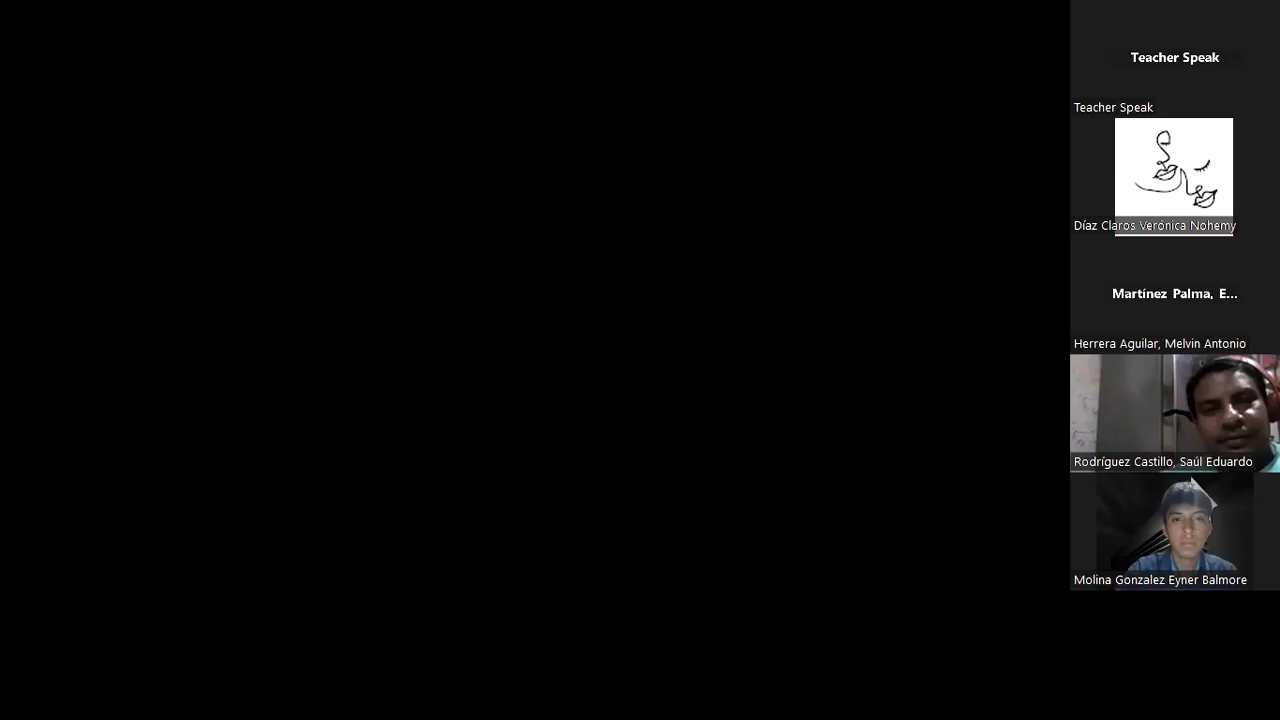 Teacher Speak
Teacher Speak
Díaz Claros Verónica Nohemy
Martínez Palma, E...
Herrera Aguilar, Melvin Antonio
Rodríguez Castillo, Saúl Eduardo
Molina Gonzalez Eyner Balmore